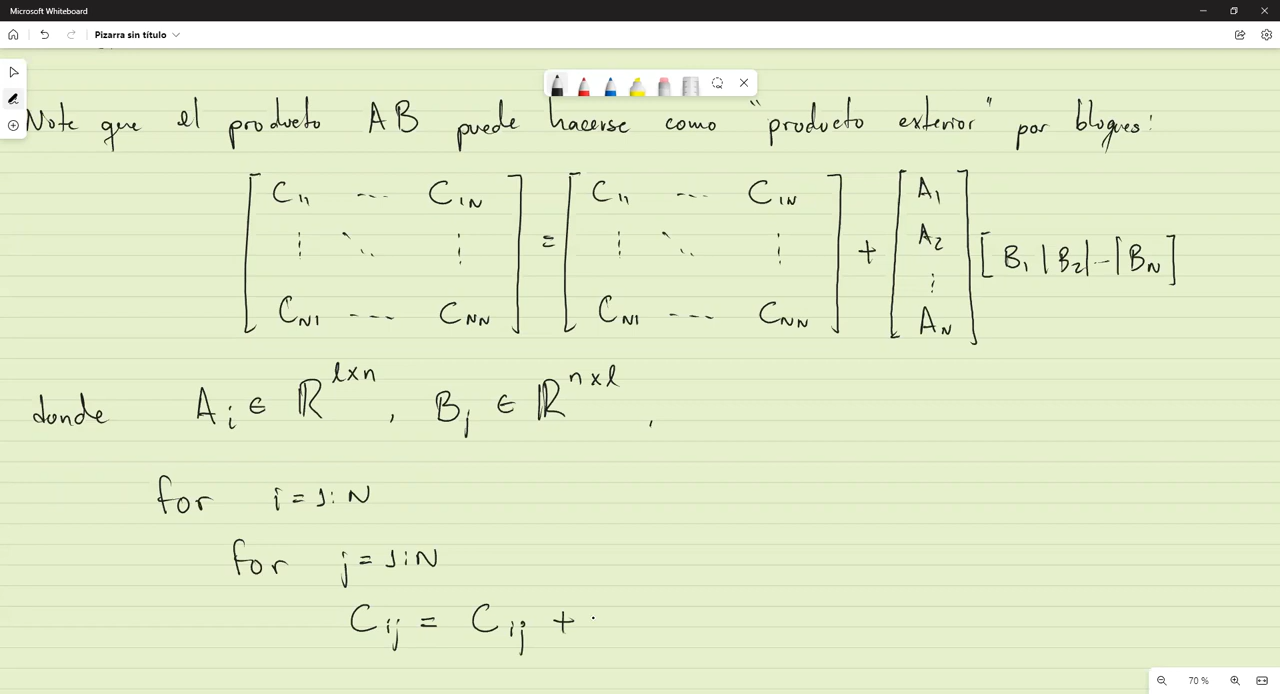 Microsoft Whiteboard
Pizarra sin título
Note que el producto AB puede hacerse como "producto exterior" por bloques:
[C11 ... C1N ⋮ ⋱ ⋮ CN1 ... CNN] = [C11 ... C1N ⋮ ⋱ ⋮ CN1 ... CNN] + [A1 A2 ⋮ AN] [B1 | B2 | - | BN]
donde Ai ∈ ℝ^{l×n}, Bj ∈ ℝ^{n×l},
for i = 1:N
for j = 1:N
Cij = Cij +
70 %